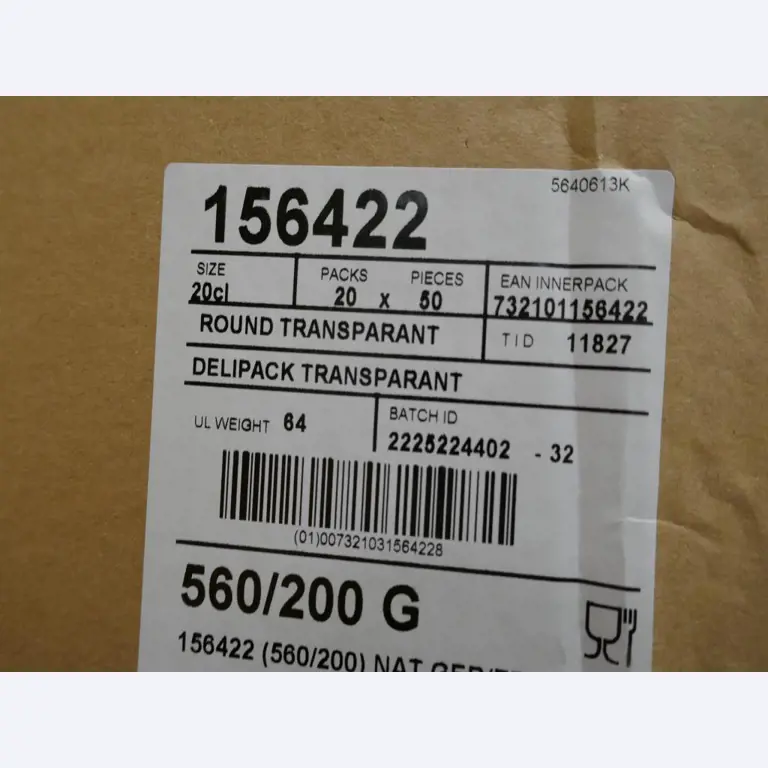 5640613K
156422
SIZE PACKS PIECES EAN INNERPACK
20cl 20 x 50 732101156422
ROUND TRANSPARANT TID 11827
DELIPACK TRANSPARANT
UL WEIGHT 64 BATCH ID
2225224402 - 32
(01)007321031564228
560/200 G
156422 (560/200) NAT